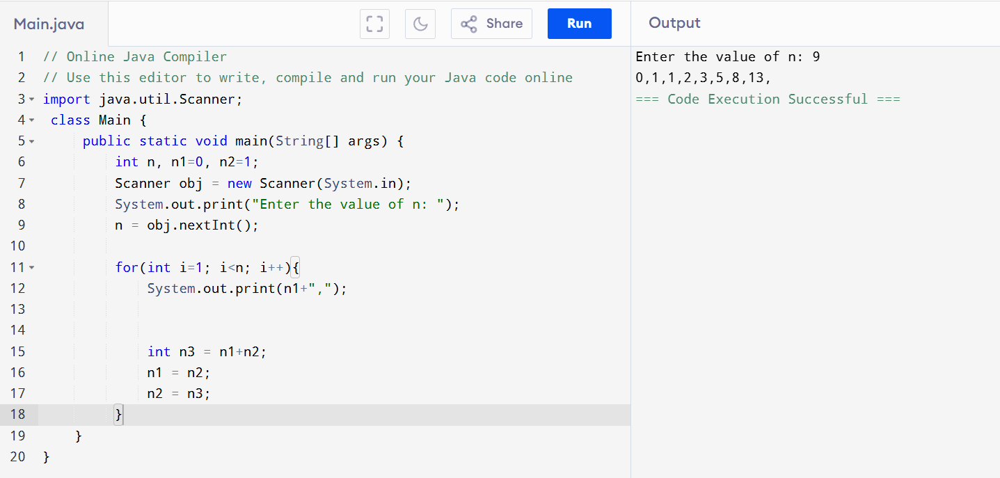 Main.java
Share
Run
Output
1 // Online Java Compiler
2 // Use this editor to write, compile and run your Java code online
3 import java.util.Scanner;
4 class Main {
5 public static void main(String[] args) {
6 int n, n1=0, n2=1;
7 Scanner obj = new Scanner(System.in);
8 System.out.print("Enter the value of n: ");
9 n = obj.nextInt();
10
11 for(int i=1; i<n; i++){
12 System.out.print(n1+",");
13
14
15 int n3 = n1+n2;
16 n1 = n2;
17 n2 = n3;
18 }
19 }
20 }
Enter the value of n: 9
0,1,1,2,3,5,8,13,
=== Code Execution Successful ===